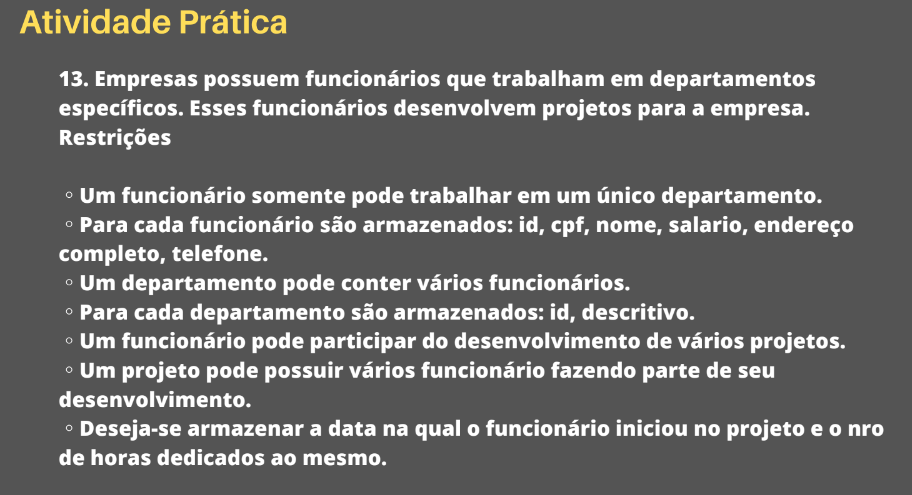 Atividade Prática
13. Empresas possuem funcionários que trabalham em departamentos
específicos. Esses funcionários desenvolvem projetos para a empresa.
Restrições
◦ Um funcionário somente pode trabalhar em um único departamento.
◦ Para cada funcionário são armazenados: id, cpf, nome, salario, endereço
completo, telefone.
◦ Um departamento pode conter vários funcionários.
◦ Para cada departamento são armazenados: id, descritivo.
◦ Um funcionário pode participar do desenvolvimento de vários projetos.
◦ Um projeto pode possuir vários funcionário fazendo parte de seu
desenvolvimento.
◦ Deseja-se armazenar a data na qual o funcionário iniciou no projeto e o nro
de horas dedicados ao mesmo.